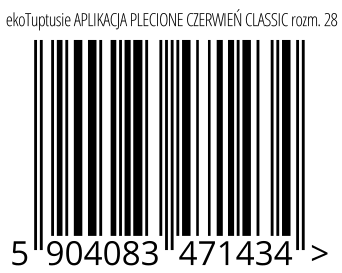 ekoTuptusie APLIKACJA PLECIONE CZERWIEŃ CLASSIC rozm. 28
5 904083 471434 >